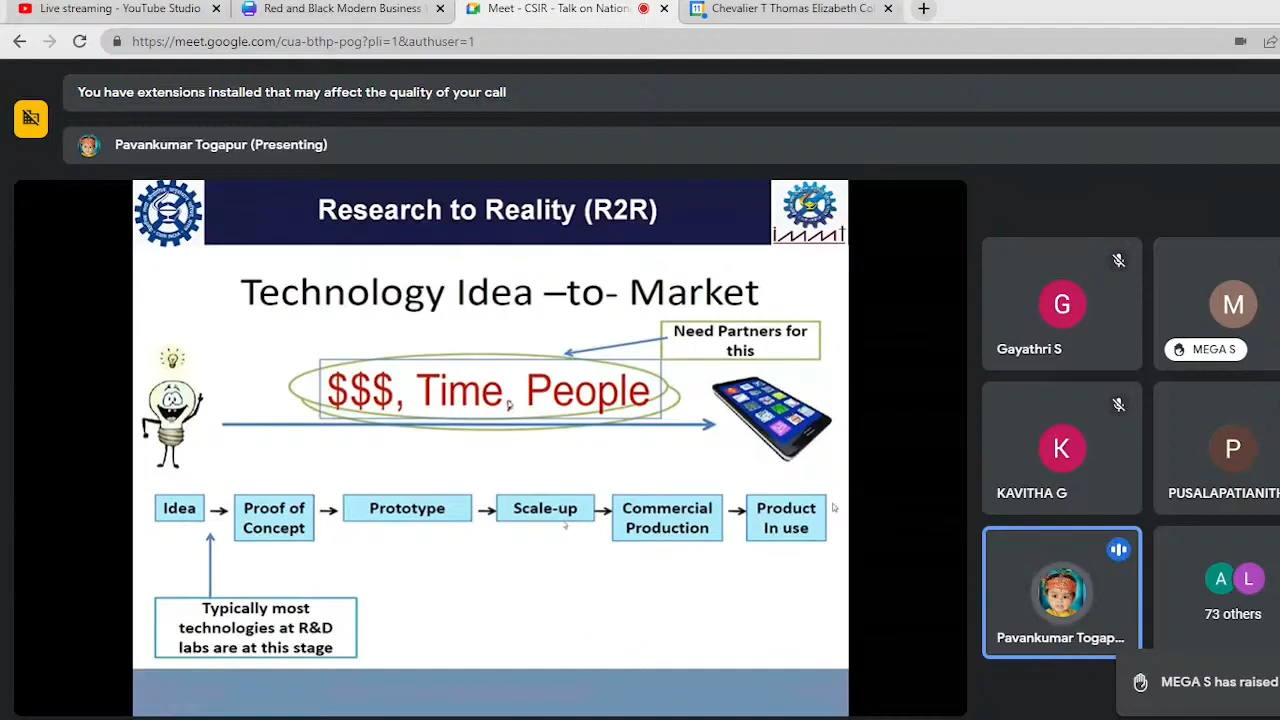 Live streaming - YouTube Studio
Red and Black Modern Business
Meet - CSIR - Talk on Nation
Chevalier T Thomas Elizabeth Co
https://meet.google.com/cua-bthp-pog?pli=1&authuser=1
You have extensions installed that may affect the quality of your call
Pavankumar Togapur (Presenting)
Research to Reality (R2R)
immt
Technology Idea –to- Market
Need Partners for
this
$$$, Time, People
Idea
Proof of
Concept
Prototype
Scale-up
Commercial
Production
Product
In use
Typically most
technologies at R&D
labs are at this stage
G
Gayathri S
M
MEGA S
K
KAVITHA G
P
PUSALAPATIANITH
Pavankumar Togap...
A
L
73 others
MEGA S has raised